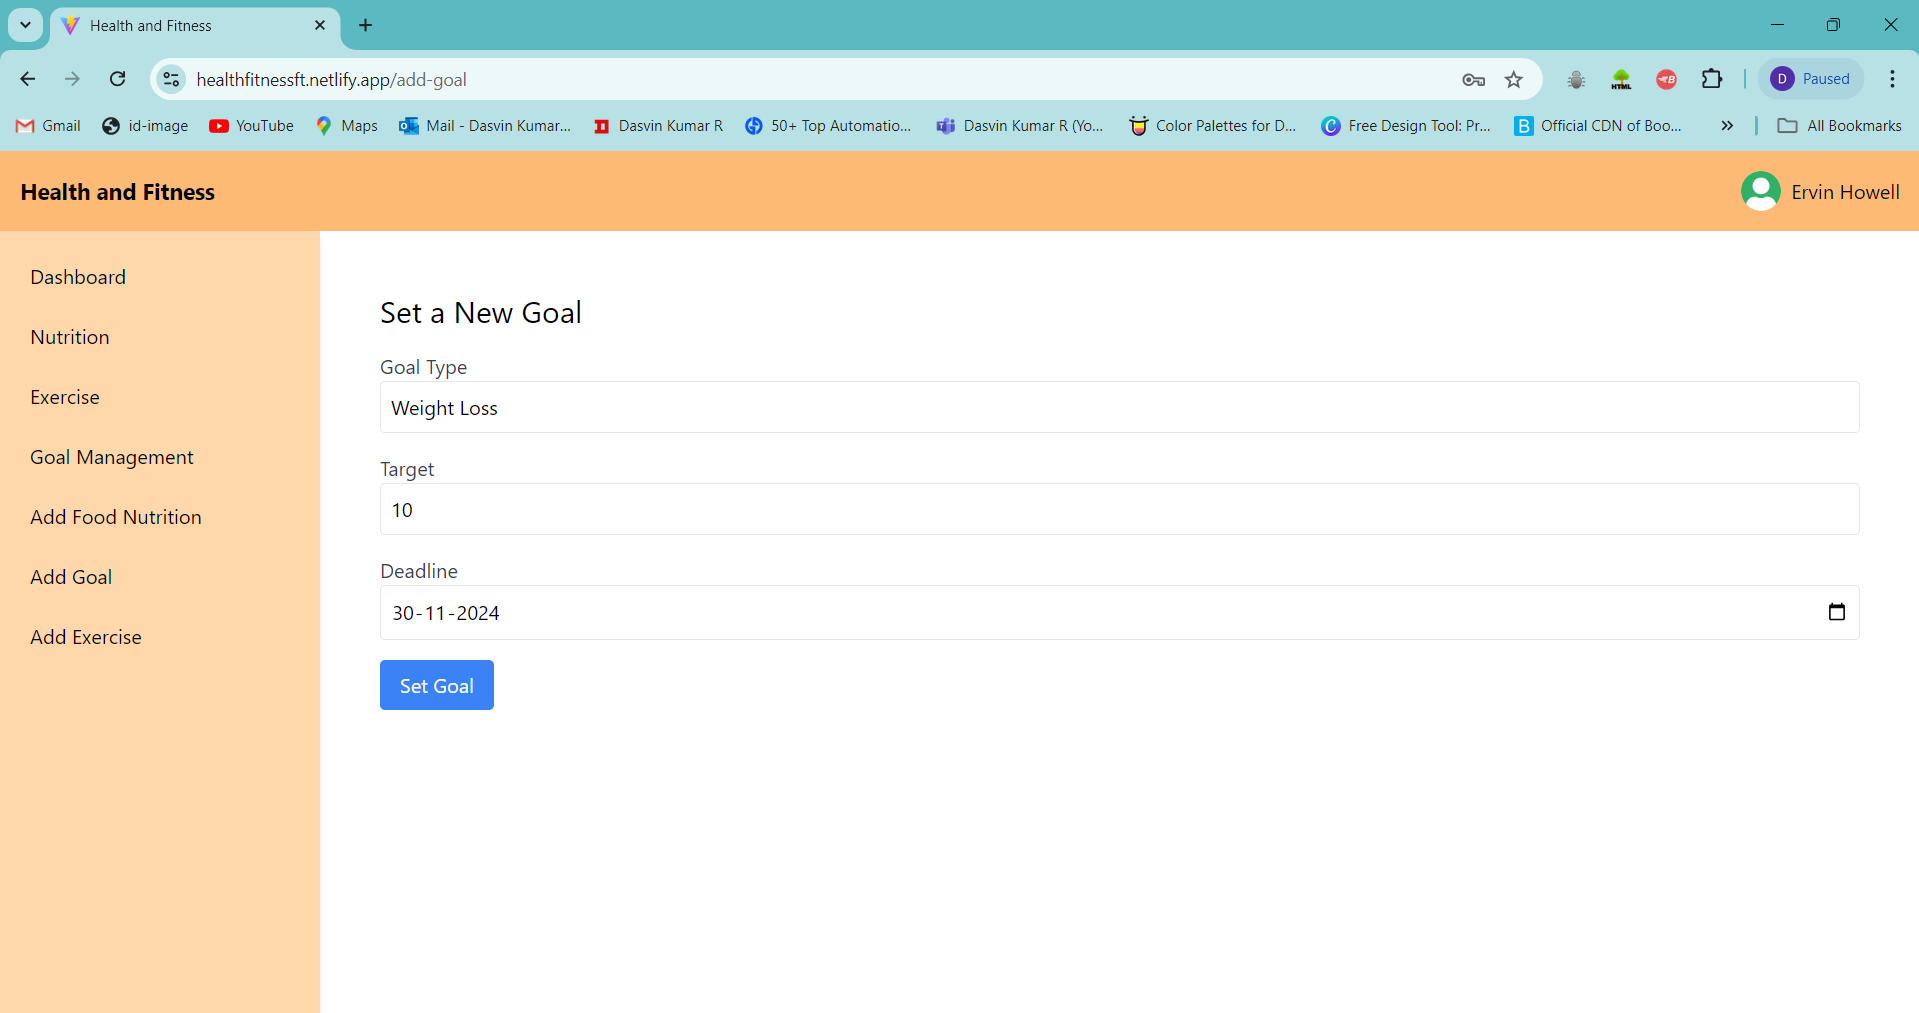 Health and Fitness
healthfitnessft.netlify.app/add-goal
D Paused
Gmail id-image YouTube Maps Mail - Dasvin Kumar... Dasvin Kumar R 50+ Top Automatio... Dasvin Kumar R (Yo... Color Palettes for D... Free Design Tool: Pr... Official CDN of Boo... » All Bookmarks
Health and Fitness
Ervin Howell
Dashboard
Nutrition
Exercise
Goal Management
Add Food Nutrition
Add Goal
Add Exercise
Set a New Goal
Goal Type
Weight Loss
Target
10
Deadline
30-11-2024
Set Goal